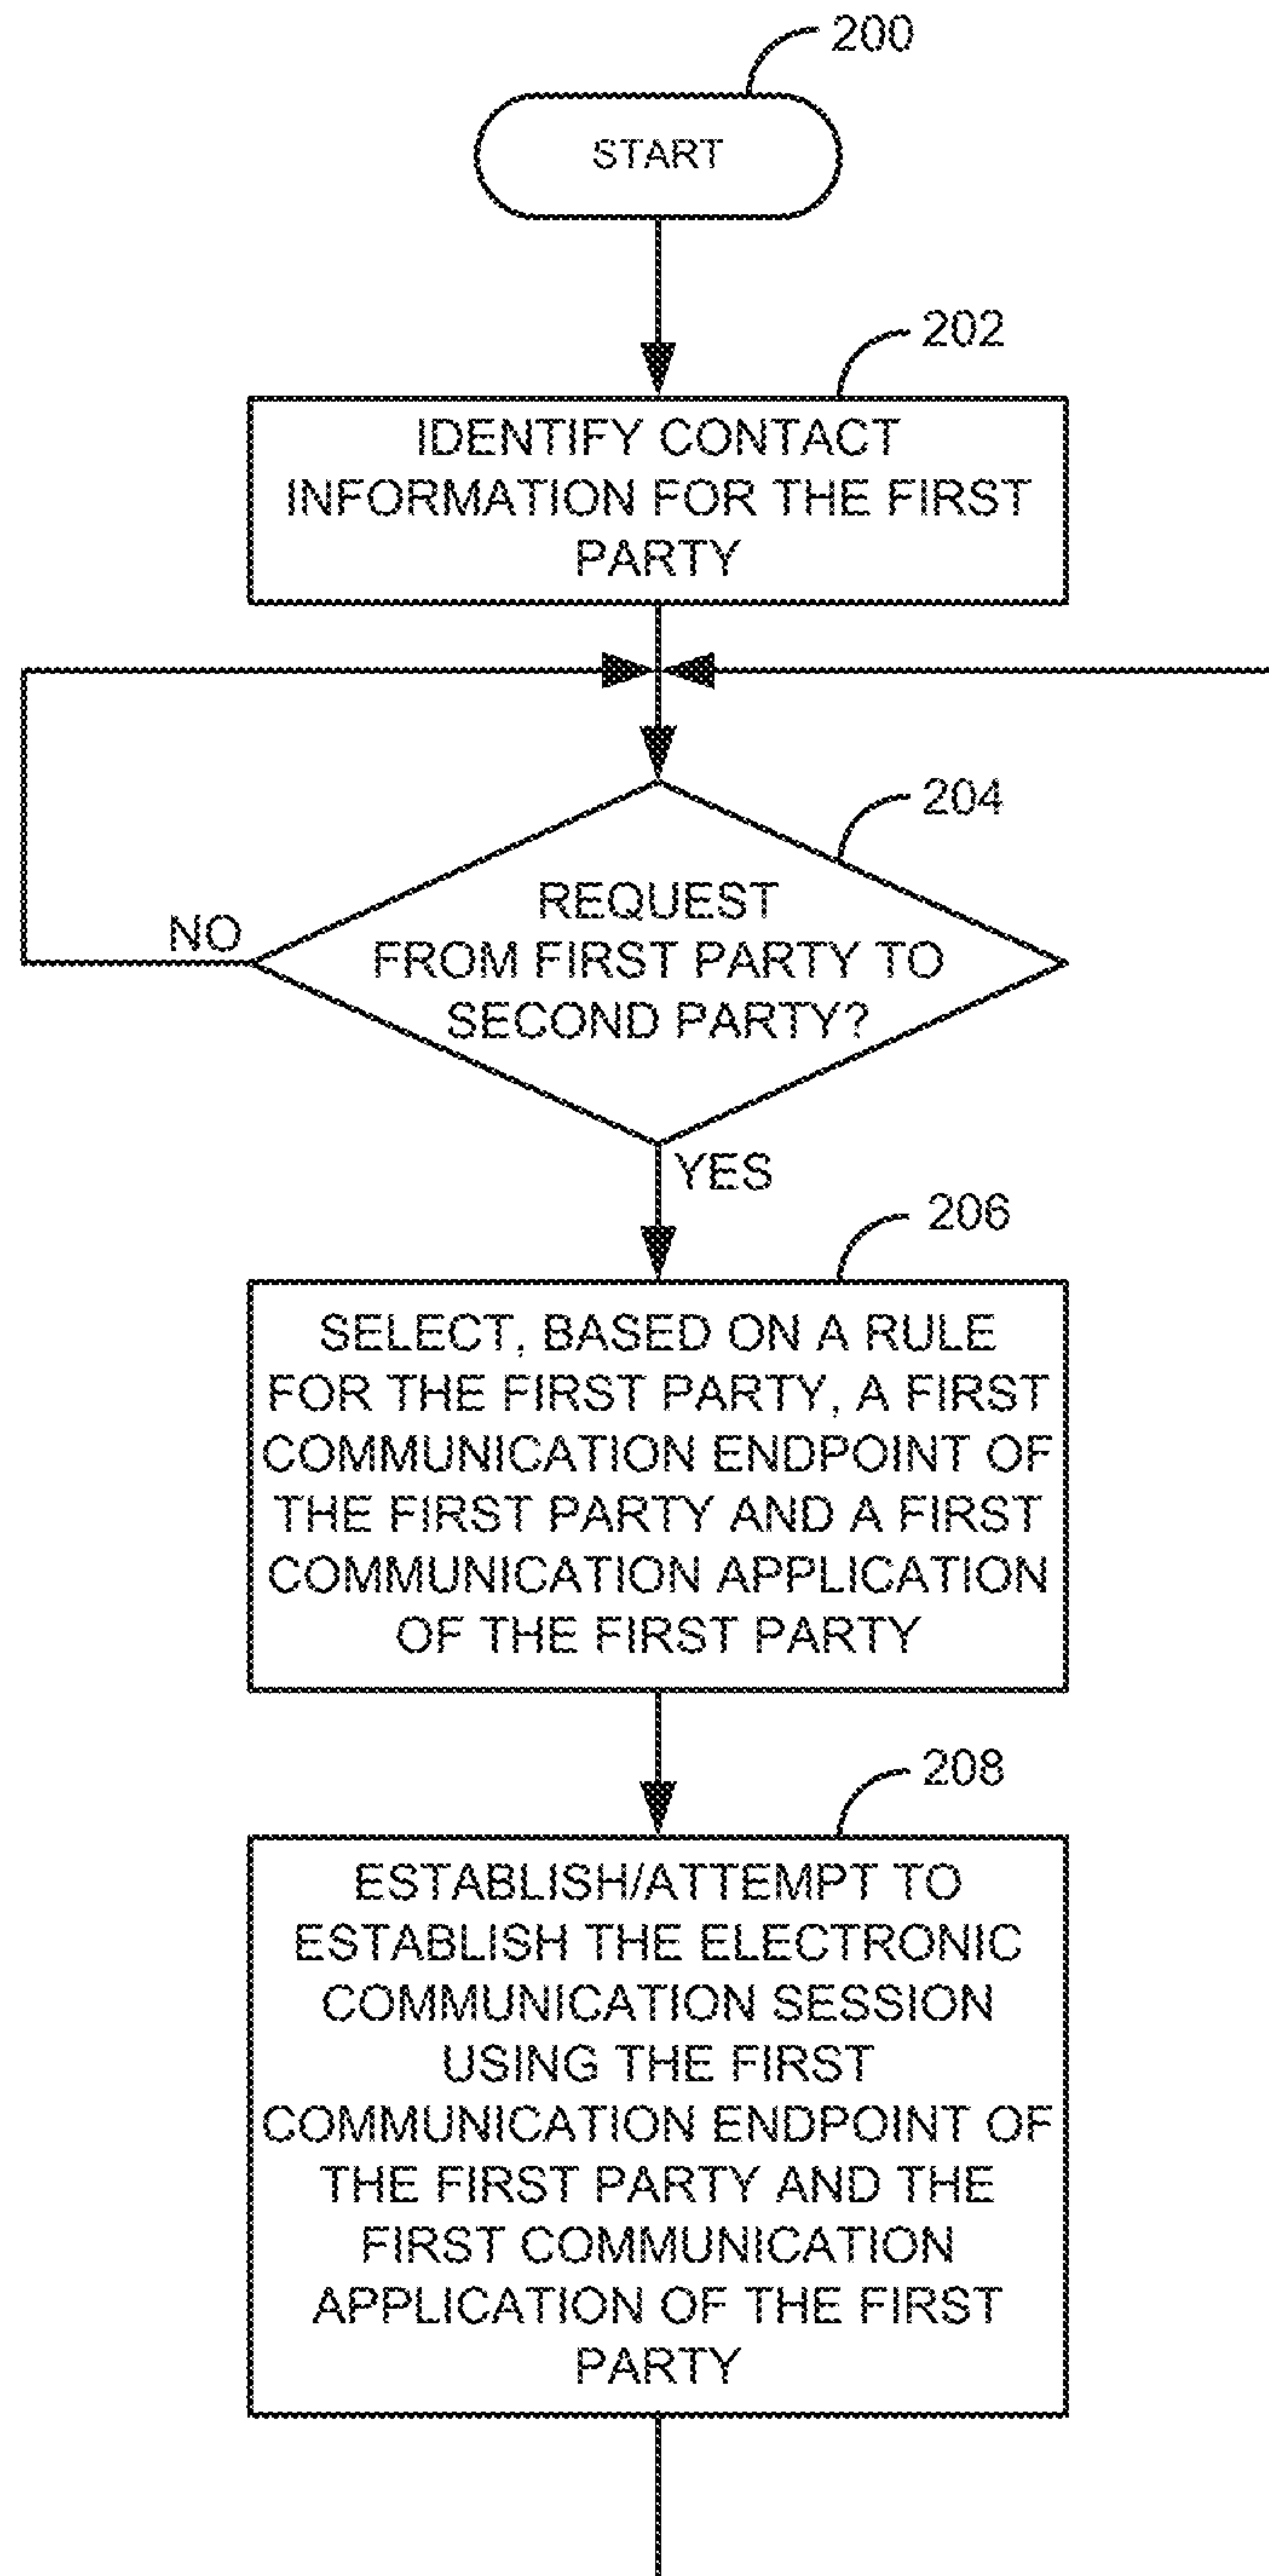 200
START
202
IDENTIFY CONTACT
INFORMATION FOR THE FIRST
PARTY
204
REQUEST
FROM FIRST PARTY TO
SECOND PARTY?
NO
YES
206
SELECT, BASED ON A RULE
FOR THE FIRST PARTY, A FIRST
COMMUNICATION ENDPOINT OF
THE FIRST PARTY AND A FIRST
COMMUNICATION APPLICATION
OF THE FIRST PARTY
208
ESTABLISH/ATTEMPT TO
ESTABLISH THE ELECTRONIC
COMMUNICATION SESSION
USING THE FIRST
COMMUNICATION ENDPOINT OF
THE FIRST PARTY AND THE
FIRST COMMUNICATION
APPLICATION OF THE FIRST
PARTY